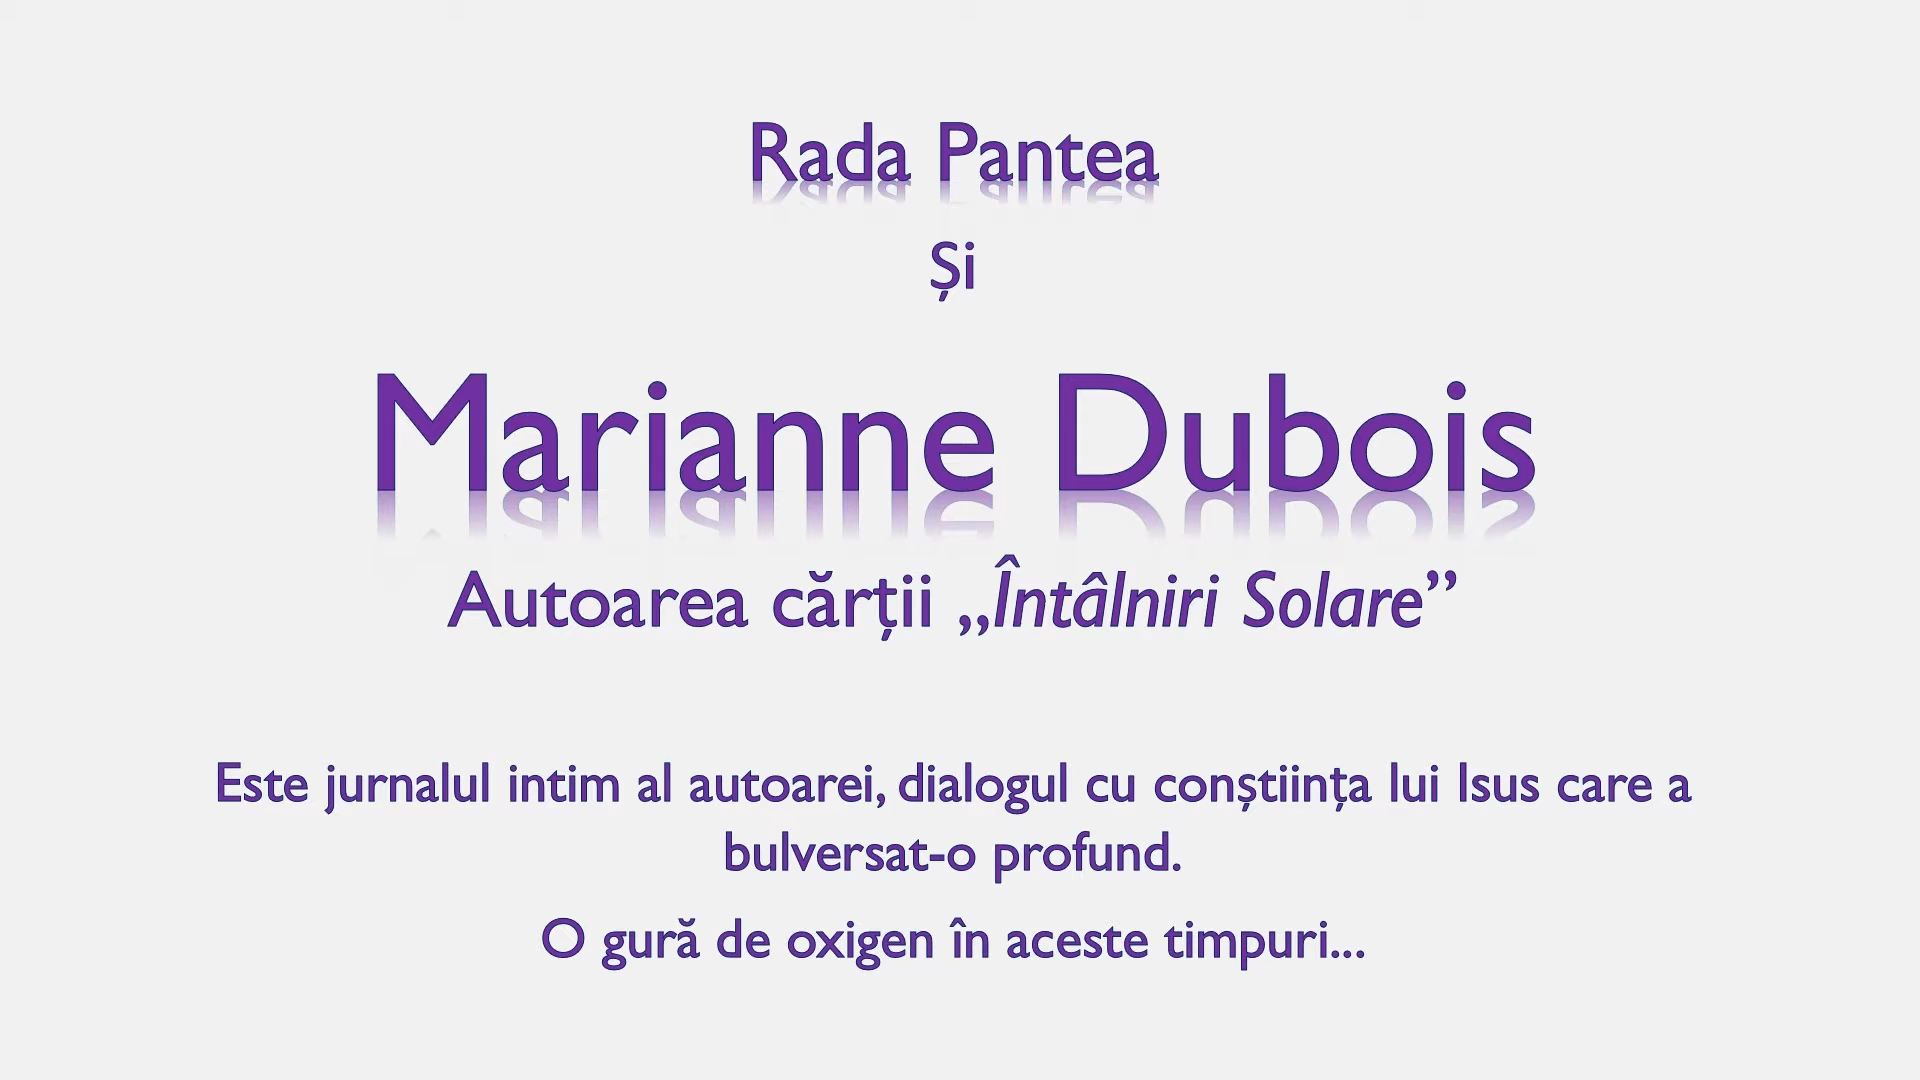 Rada Pantea
Și
Marianne Dubois
Autoarea cărții „Întâlniri Solare”
Este jurnalul intim al autoarei, dialogul cu conștiința lui Isus care a
bulversat-o profund.
O gură de oxigen în aceste timpuri...